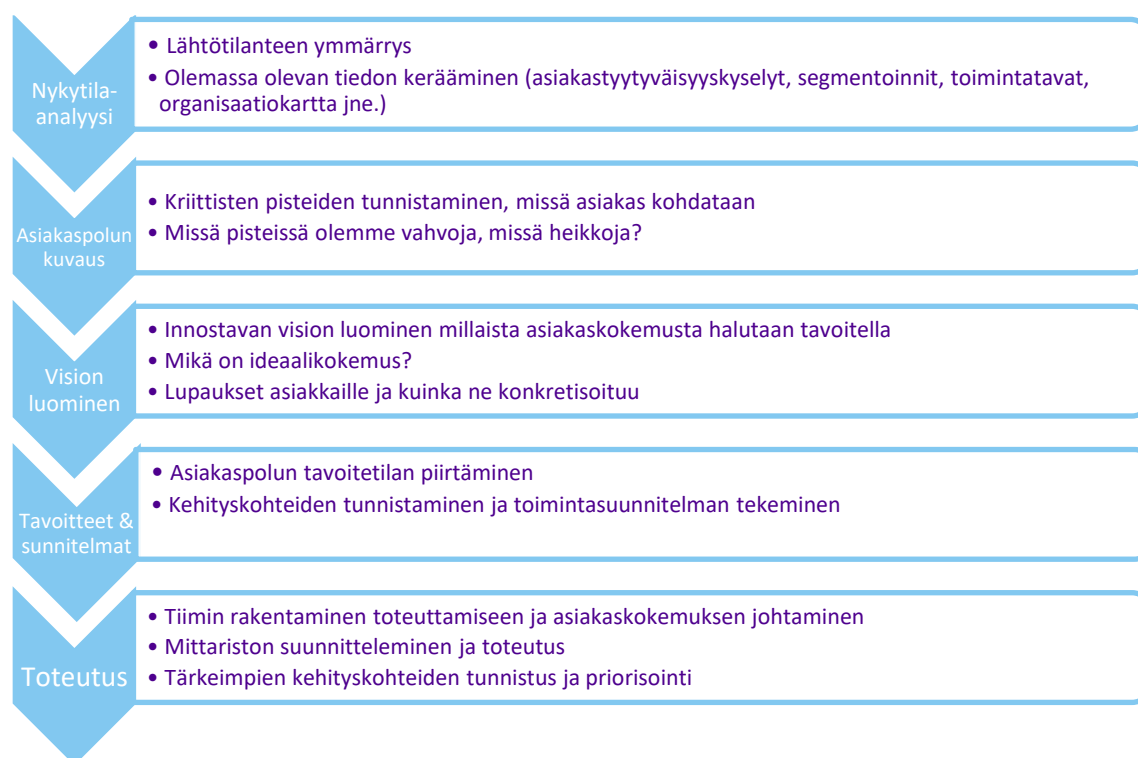 Nykytila-
analyysi
• Lähtötilanteen ymmärrys
• Olemassa olevan tiedon kerääminen (asiakastyytyväisyyskyselyt, segmentoinnit, toimintatavat,
organisaatiokartta jne.)
Asiakaspolun
kuvaus
• Kriittisten pisteiden tunnistaminen, missä asiakas kohdataan
• Missä pisteissä olemme vahvoja, missä heikkoja?
Vision
luominen
• Innostavan vision luominen millaista asiakaskokemusta halutaan tavoitella
• Mikä on ideaalikokemus?
• Lupaukset asiakkaille ja kuinka ne konkretisoituu
Tavoitteet &
sunnitelmat
• Asiakaspolun tavoitetilan piirtäminen
• Kehityskohteiden tunnistaminen ja toimintasuunnitelman tekeminen
Toteutus
• Tiimin rakentaminen toteuttamiseen ja asiakaskokemuksen johtaminen
• Mittariston suunnitteleminen ja toteutus
• Tärkeimpien kehityskohteiden tunnistus ja priorisointi